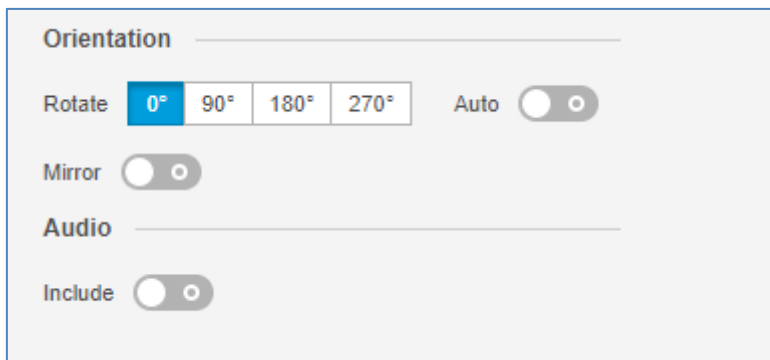 Orientation
Rotate 0° 90° 180° 270° Auto
Mirror
Audio
Include